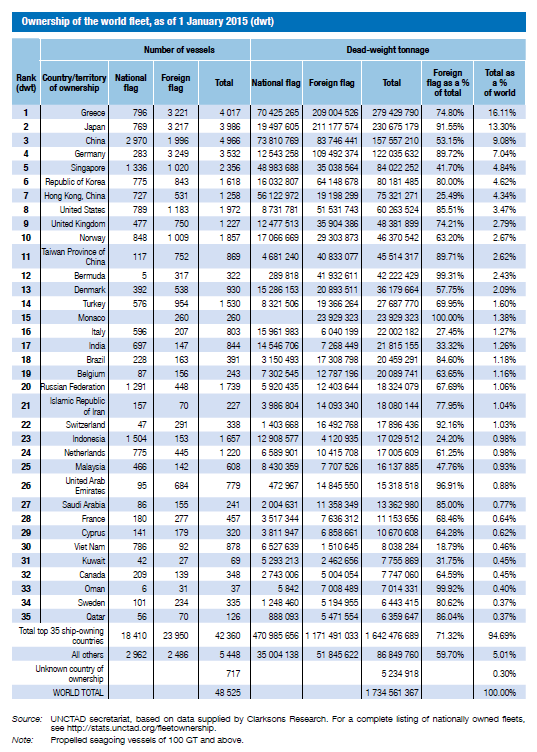 Ownership of the world fleet, as of 1 January 2015 (dwt)
Number of vessels Dead-weight tonnage
Rank (dwt) Country/territory of ownership National flag Foreign flag Total National flag Foreign flag Total Foreign flag as a % of total Total as a % of world
1 Greece 796 3 221 4 017 70 425 265 209 004 526 279 429 790 74.80% 16.11%
2 Japan 769 3 217 3 986 19 497 605 211 177 574 230 675 179 91.55% 13.30%
3 China 2 970 1 996 4 966 73 810 769 83 746 441 157 557 210 53.15% 9.08%
4 Germany 283 3 249 3 532 12 543 258 109 492 374 122 035 632 89.72% 7.04%
5 Singapore 1 336 1 020 2 356 48 983 688 35 038 564 84 022 252 41.70% 4.84%
6 Republic of Korea 775 843 1 618 16 032 807 64 148 678 80 181 485 80.00% 4.62%
7 Hong Kong, China 727 531 1 258 56 122 972 19 198 299 75 321 271 25.49% 4.34%
8 United States 789 1 183 1 972 8 731 781 51 531 743 60 263 524 85.51% 3.47%
9 United Kingdom 477 750 1 227 12 477 513 35 904 386 48 381 899 74.21% 2.79%
10 Norway 848 1 009 1 857 17 066 669 29 303 873 46 370 542 63.20% 2.67%
11 Taiwan Province of China 117 752 869 4 681 240 40 833 077 45 514 317 89.71% 2.62%
12 Bermuda 5 317 322 289 818 41 932 611 42 222 429 99.31% 2.43%
13 Denmark 392 538 930 15 286 153 20 893 511 36 179 664 57.75% 2.09%
14 Turkey 576 954 1 530 8 321 506 19 366 264 27 687 770 69.95% 1.60%
15 Monaco 260 260 23 929 323 23 929 323 100.00% 1.38%
16 Italy 596 207 803 15 961 983 6 040 199 22 002 182 27.45% 1.27%
17 India 697 147 844 14 546 706 7 268 449 21 815 155 33.32% 1.26%
18 Brazil 228 163 391 3 150 493 17 308 798 20 459 291 84.60% 1.18%
19 Belgium 87 156 243 7 302 545 12 787 196 20 089 741 63.65% 1.16%
20 Russian Federation 1 291 448 1 739 5 920 435 12 403 644 18 324 079 67.69% 1.06%
21 Islamic Republic of Iran 157 70 227 3 986 804 14 093 340 18 080 144 77.95% 1.04%
22 Switzerland 47 291 338 1 403 668 16 492 768 17 896 436 92.16% 1.03%
23 Indonesia 1 504 153 1 657 12 908 577 4 120 935 17 029 512 24.20% 0.98%
24 Netherlands 775 445 1 220 6 589 901 10 415 708 17 005 609 61.25% 0.98%
25 Malaysia 466 142 608 8 430 359 7 707 526 16 137 885 47.76% 0.93%
26 United Arab Emirates 95 684 779 472 967 14 845 550 15 318 518 96.91% 0.88%
27 Saudi Arabia 86 155 241 2 004 631 11 358 349 13 362 980 85.00% 0.77%
28 France 180 277 457 3 517 344 7 636 312 11 153 656 68.46% 0.64%
29 Cyprus 141 179 320 3 811 947 6 858 661 10 670 608 64.28% 0.62%
30 Viet Nam 786 92 878 6 527 639 1 510 645 8 038 284 18.79% 0.46%
31 Kuwait 42 27 69 5 293 213 2 462 656 7 755 869 31.75% 0.45%
32 Canada 209 139 348 2 743 006 5 004 054 7 747 060 64.59% 0.45%
33 Oman 6 31 37 5 842 7 008 489 7 014 331 99.92% 0.40%
34 Sweden 101 234 335 1 248 460 5 194 955 6 443 415 80.62% 0.37%
35 Qatar 56 70 126 888 093 5 471 554 6 359 647 86.04% 0.37%
Total top 35 ship-owning countries 18 410 23 950 42 360 470 985 656 1 171 491 033 1 642 476 689 71.32% 94.69%
All others 2 962 2 486 5 448 35 004 138 51 845 622 86 849 760 59.70% 5.01%
Unknown country of ownership 717 5 234 918 0.30%
WORLD TOTAL 48 525 1 734 561 367 100.00%
Source: UNCTAD secretariat, based on data supplied by Clarksons Research. For a complete listing of nationally owned fleets,
see http://stats.unctad.org/fleetownership.
Note: Propelled seagoing vessels of 100 GT and above.